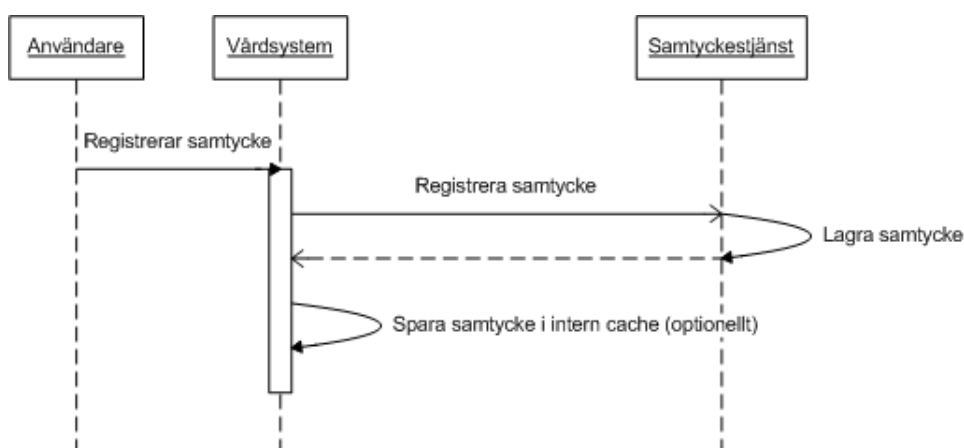 Användare
Vårdsystem
Samtyckestjänst
Registrerar samtycke
Registrera samtycke
Lagra samtycke
Spara samtycke i intern cache (optionellt)